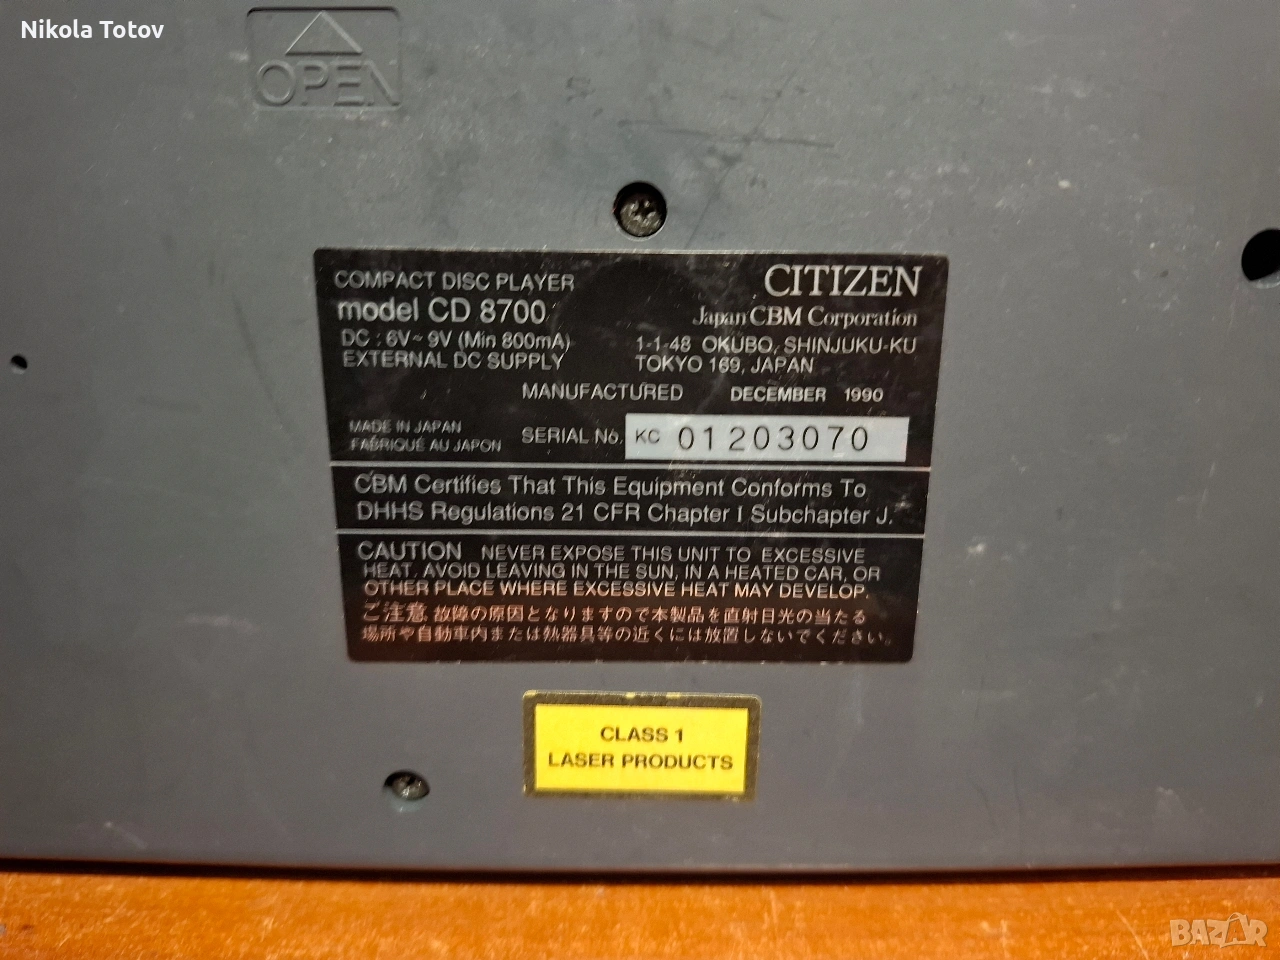 Nikola Totov
OPEN
COMPACT DISC PLAYER
model CD 8700
DC : 6V~9V (Min 800mA)
EXTERNAL DC SUPPLY
CITIZEN
Japan CBM Corporation
1-1-48 OKUBO, SHINJUKU-KU
TOKYO 169, JAPAN
MANUFACTURED DECEMBER 1990
MADE IN JAPAN
FABRIQUÉ AU JAPON
SERIAL No. KC 01203070
CBM Certifies That This Equipment Conforms To
DHHS Regulations 21 CFR Chapter I Subchapter J.
CAUTION NEVER EXPOSE THIS UNIT TO EXCESSIVE
HEAT. AVOID LEAVING IN THE SUN, IN A HEATED CAR, OR
OTHER PLACE WHERE EXCESSIVE HEAT MAY DEVELOP.
ご注意 故障の原因となりますので本製品を直射日光の当たる
場所や自動車内または熱器具等の近くには放置しないでください。
CLASS 1
LASER PRODUCTS
BAZAR